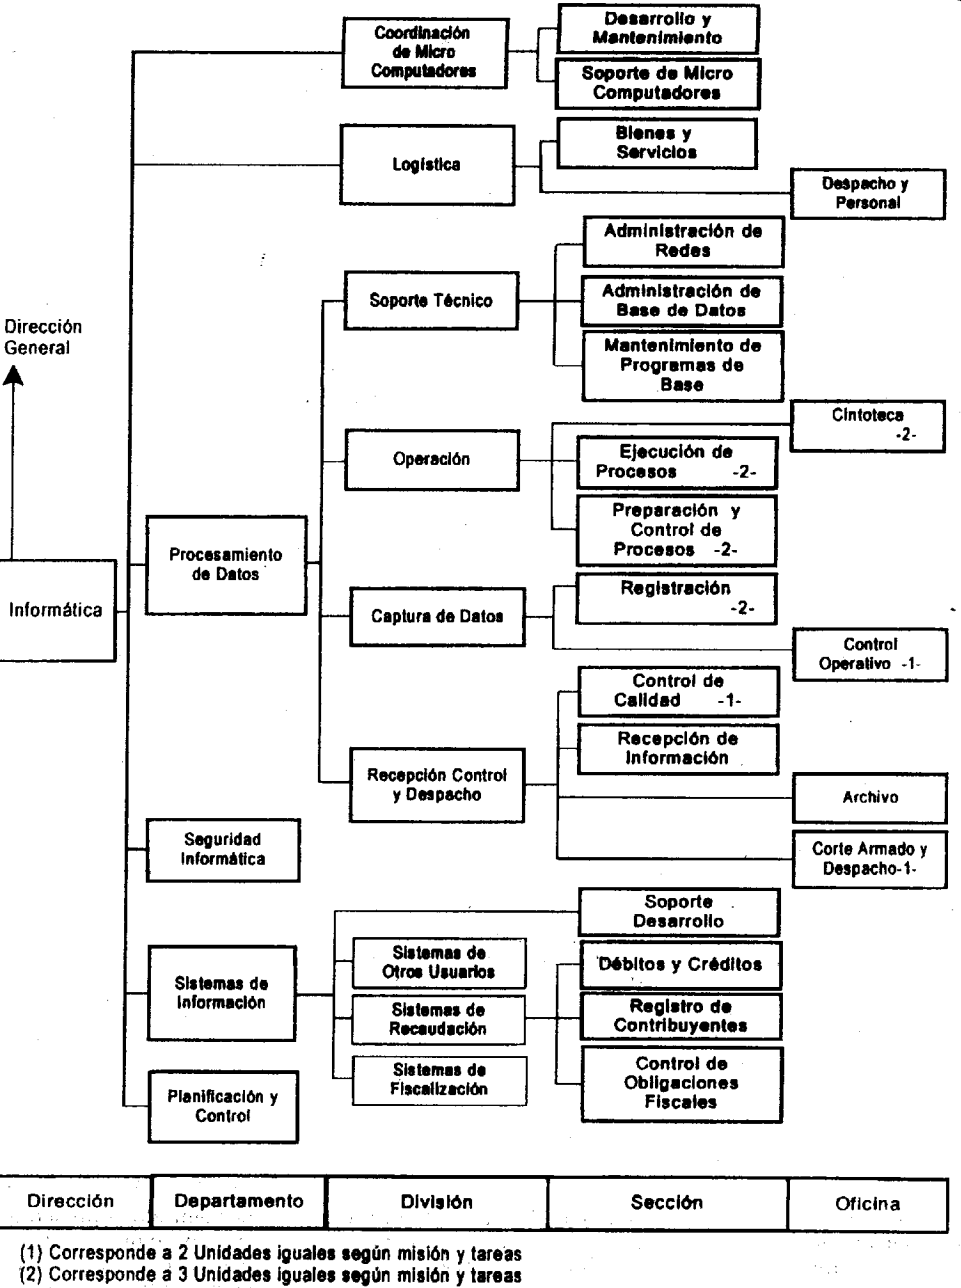 Coordinación
de Micro
Computadores
Desarrollo y
Mantenimiento
Soporte de Micro
Computadores
Logística
Bienes y
Servicios
Despacho y
Personal
Dirección
General
Informática
Procesamiento
de Datos
Soporte Técnico
Administración de
Redes
Administración de
Base de Datos
Mantenimiento de
Programas de
Base
Operación
Cintoteca
-2-
Ejecución de
Procesos -2-
Preparación y
Control de
Procesos -2-
Captura de Datos
Registración
-2-
Control
Operativo -1-
Recepción Control
y Despacho
Control de
Calidad -1-
Recepción de
Información
Archivo
Corte Armado y
Despacho-1-
Seguridad
Informática
Sistemas de
Información
Soporte
Desarrollo
Sistemas de
Otros Usuarios
Sistemas de
Recaudación
Débitos y Créditos
Registro de
Contribuyentes
Control de
Obligaciones
Fiscales
Sistemas de
Fiscalización
Planificación y
Control
Dirección
Departamento
División
Sección
Oficina
(1) Corresponde a 2 Unidades iguales según misión y tareas
(2) Corresponde a 3 Unidades iguales según misión y tareas